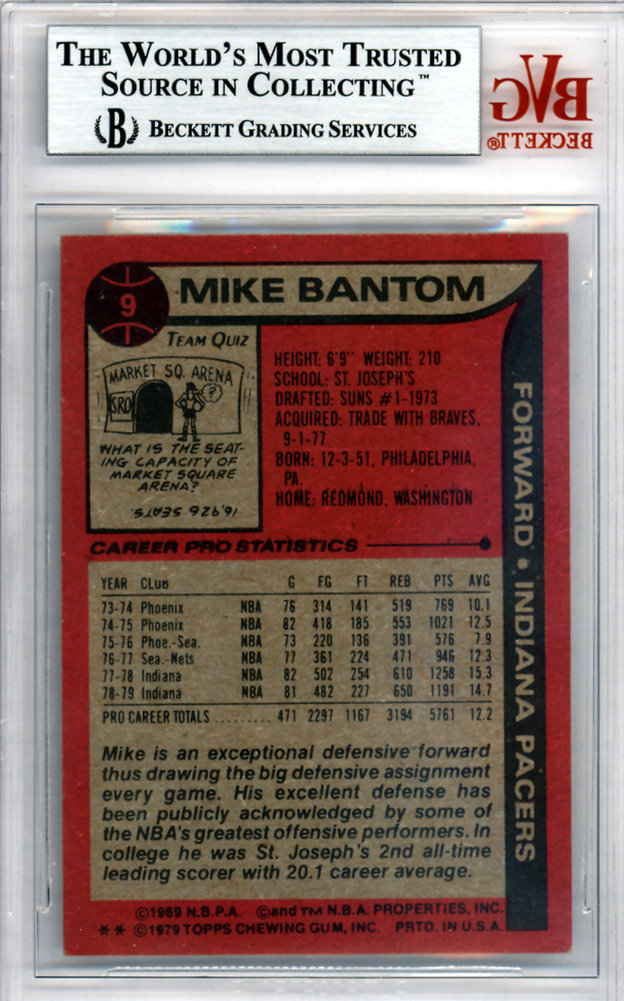 THE WORLD'S MOST TRUSTED
SOURCE IN COLLECTING™
B BECKETT GRADING SERVICES
BVG
BECKETT®
9
MIKE BANTOM
TEAM QUIZ
MARKET SQ. ARENA
SRO
?
WHAT IS THE SEAT-
ING CAPACITY OF
MARKET SQUARE
ARENA?
16,926 SEATS.
HEIGHT: 6'9" WEIGHT: 210
SCHOOL: ST. JOSEPH'S
DRAFTED: SUNS #1-1973
ACQUIRED: TRADE WITH BRAVES,
9-1-77
BORN: 12-3-51, PHILADELPHIA,
PA.
HOME: REDMOND, WASHINGTON
FORWARD • INDIANA PACERS
CAREER PRO STATISTICS
YEAR CLUB G FG FT REB PTS AVG
73-74 Phoenix NBA 76 314 141 519 769 10.1
74-75 Phoenix NBA 82 418 185 553 1021 12.5
75-76 Phoe.-Sea. NBA 73 220 136 391 576 7.9
76-77 Sea.-Nets NBA 77 361 224 471 946 12.3
77-78 Indiana NBA 82 502 254 610 1258 15.3
78-79 Indiana NBA 81 482 227 650 1191 14.7
PRO CAREER TOTALS ......... 471 2297 1167 3194 5761 12.2
Mike is an exceptional defensive forward
thus drawing the big defensive assignment
every game. His excellent defense has
been publicly acknowledged by some of
the NBA's greatest offensive performers. In
college he was St. Joseph's 2nd all-time
leading scorer with 20.1 career average.
©1969 N.B.P.A. ©and TM N.B.A. PROPERTIES, INC.
** ©1979 TOPPS CHEWING GUM, INC. PRTD. IN U.S.A.